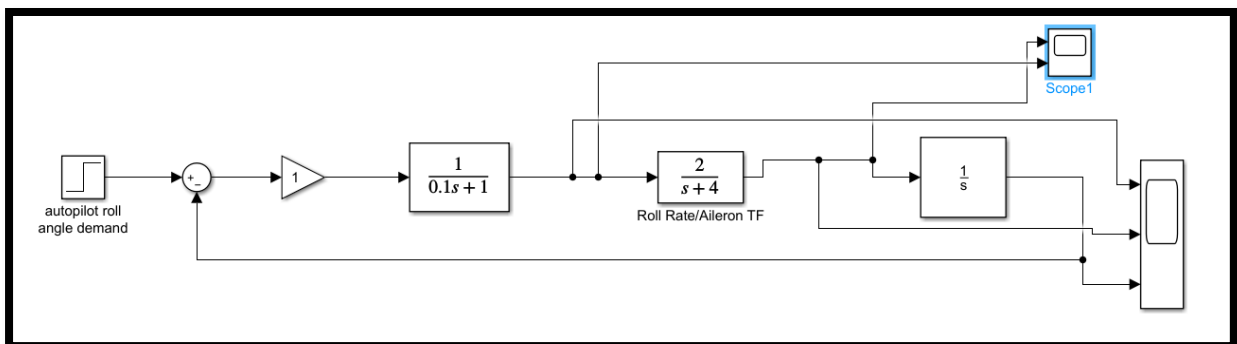 Scope1
+
−
1
1
0.1s + 1
2
s + 4
1
s
autopilot roll
angle demand
Roll Rate/Aileron TF